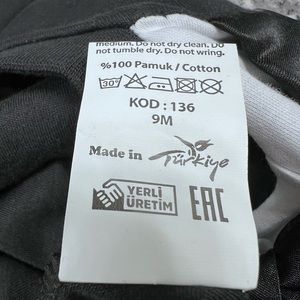 medium. Do not dry clean. Do
not tumble dry. Do not wring.
%100 Pamuk / Cotton
30°
KOD : 136
9M
Made in Türkiye
YERLİ
ÜRETİM
EAC